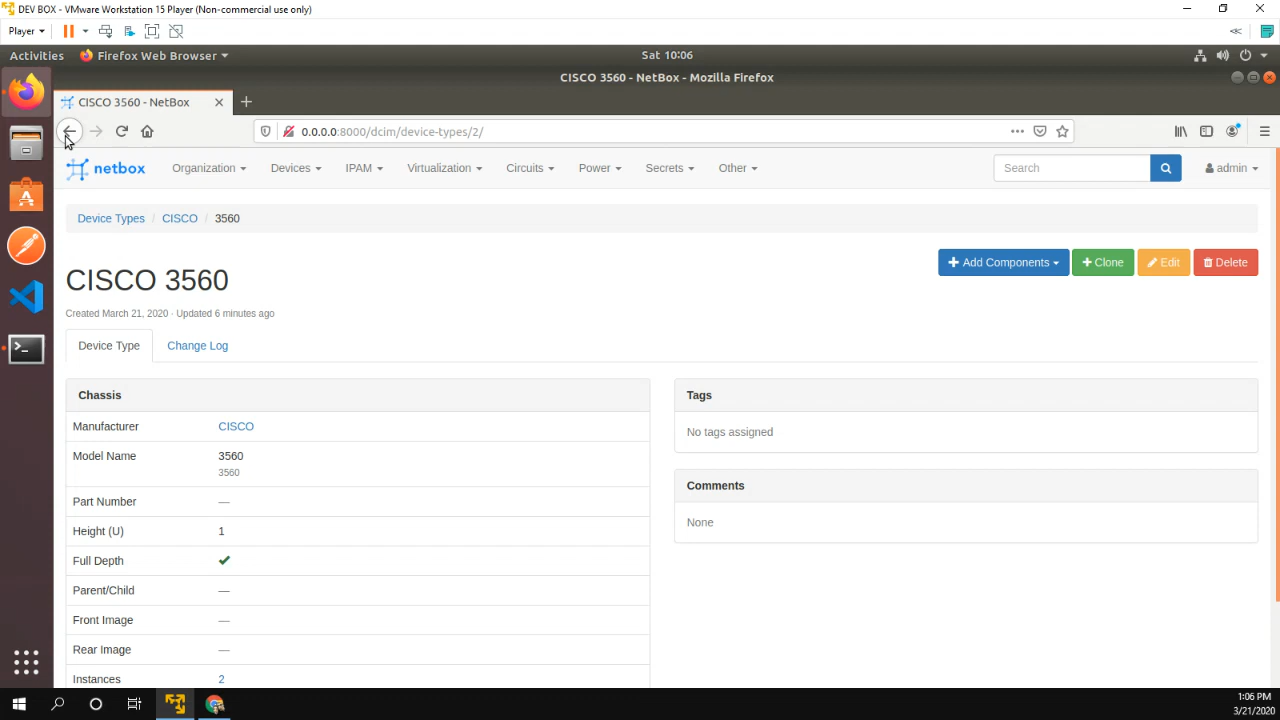 DEV BOX - VMware Workstation 15 Player (Non-commercial use only)
Player
Activities
Firefox Web Browser
Sat 10:06
CISCO 3560 - NetBox - Mozilla Firefox
CISCO 3560 - NetBox
0.0.0.0:8000/dcim/device-types/2/
netbox
Organization
Devices
IPAM
Virtualization
Circuits
Power
Secrets
Other
Search
admin
Device Types / CISCO / 3560
Add Components
Clone
Edit
Delete
CISCO 3560
Created March 21, 2020 · Updated 6 minutes ago
Device Type
Change Log
Chassis
Manufacturer CISCO
Model Name 3560
3560
Part Number —
Height (U) 1
Full Depth
Parent/Child —
Front Image —
Rear Image —
Instances 2
Tags
No tags assigned
Comments
None
1:06 PM
3/21/2020